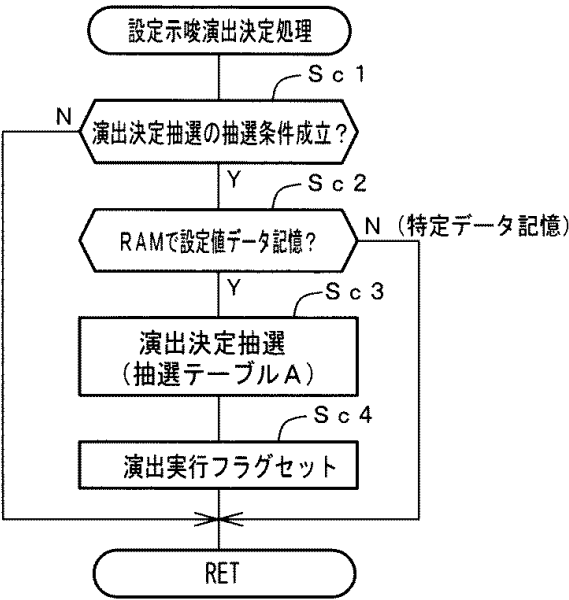 設定示唆演出決定処理
Sc1
N
演出決定抽選の抽選条件成立？
Y
Sc2
RAMで設定値データ記憶？
N（特定データ記憶）
Y
Sc3
演出決定抽選
（抽選テーブルA）
Sc4
演出実行フラグセット
RET